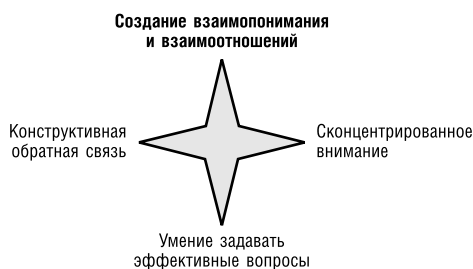 Создание взаимопонимания
и взаимоотношений
Конструктивная
обратная связь
Сконцентрированное
внимание
Умение задавать
эффективные вопросы